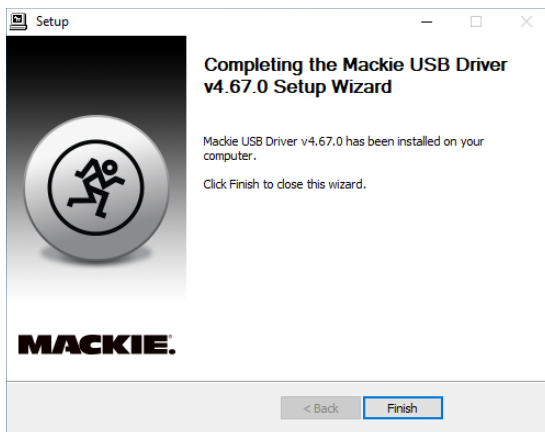 Setup
Completing the Mackie USB Driver
v4.67.0 Setup Wizard
Mackie USB Driver v4.67.0 has been installed on your
computer.
Click Finish to close this wizard.
MACKIE.
< Back
Finish